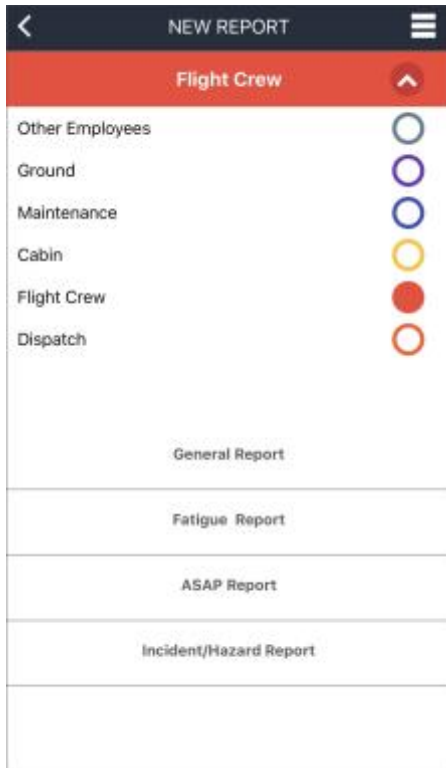 NEW REPORT
Flight Crew
Other Employees
Ground
Maintenance
Cabin
Flight Crew
Dispatch
General Report
Fatigue Report
ASAP Report
Incident/Hazard Report